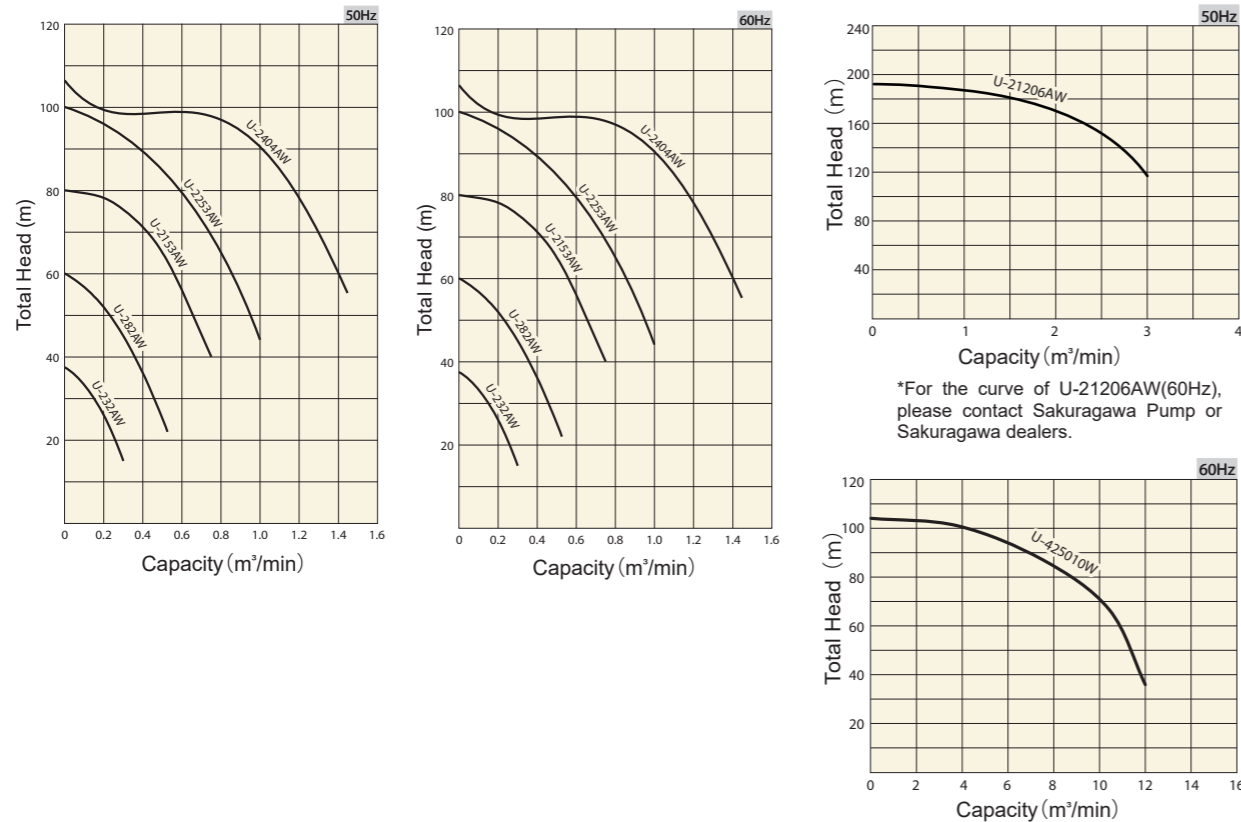 50Hz
120
100
80
60
40
20
Total Head (m)
U-2404AW
U-2253AW
U-2153AW
U-282AW
U-232AW
0 0.2 0.4 0.6 0.8 1.0 1.2 1.4 1.6
Capacity (m³/min)
60Hz
120
100
80
60
40
20
Total Head (m)
U-2404AW
U-2253AW
U-2153AW
U-282AW
U-232AW
0 0.2 0.4 0.6 0.8 1.0 1.2 1.4 1.6
Capacity (m³/min)
50Hz
240
200
160
120
80
40
Total Head (m)
U-21206AW
0 1 2 3 4
Capacity (m³/min)
*For the curve of U-21206AW(60Hz),
please contact Sakuragawa Pump or
Sakuragawa dealers.
60Hz
120
100
80
60
40
20
Total Head (m)
U-425010W
0 2 4 6 8 10 12 14 16
Capacity (m³/min)